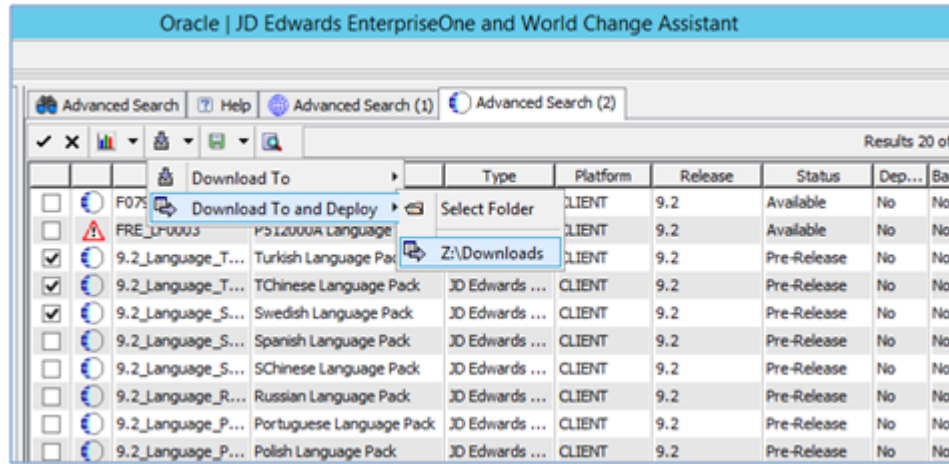 Oracle | JD Edwards EnterpriseOne and World Change Assistant
Advanced Search Help Advanced Search (1) Advanced Search (2)
Results 20 of
Type Platform Release Status Dep... Ba
Download To
Download To and Deploy
Select Folder
Z:\Downloads
F079 CLIENT 9.2 Available No No
FRE_LF0003 P512000A Language CLIENT 9.2 Available No No
9.2_Language_T... Turkish Language Pac CLIENT 9.2 Pre-Release No No
9.2_Language_T... TChinese Language Pack JD Edwards ... CLIENT 9.2 Pre-Release No No
9.2_Language_S... Swedish Language Pack JD Edwards ... CLIENT 9.2 Pre-Release No No
9.2_Language_S... Spanish Language Pack JD Edwards ... CLIENT 9.2 Pre-Release No No
9.2_Language_S... SChinese Language Pack JD Edwards ... CLIENT 9.2 Pre-Release No No
9.2_Language_R... Russian Language Pack JD Edwards ... CLIENT 9.2 Pre-Release No No
9.2_Language_P... Portuguese Language Pack JD Edwards ... CLIENT 9.2 Pre-Release No No
9.2_Language_P... Polish Language Pack JD Edwards ... CLIENT 9.2 Pre-Release No No